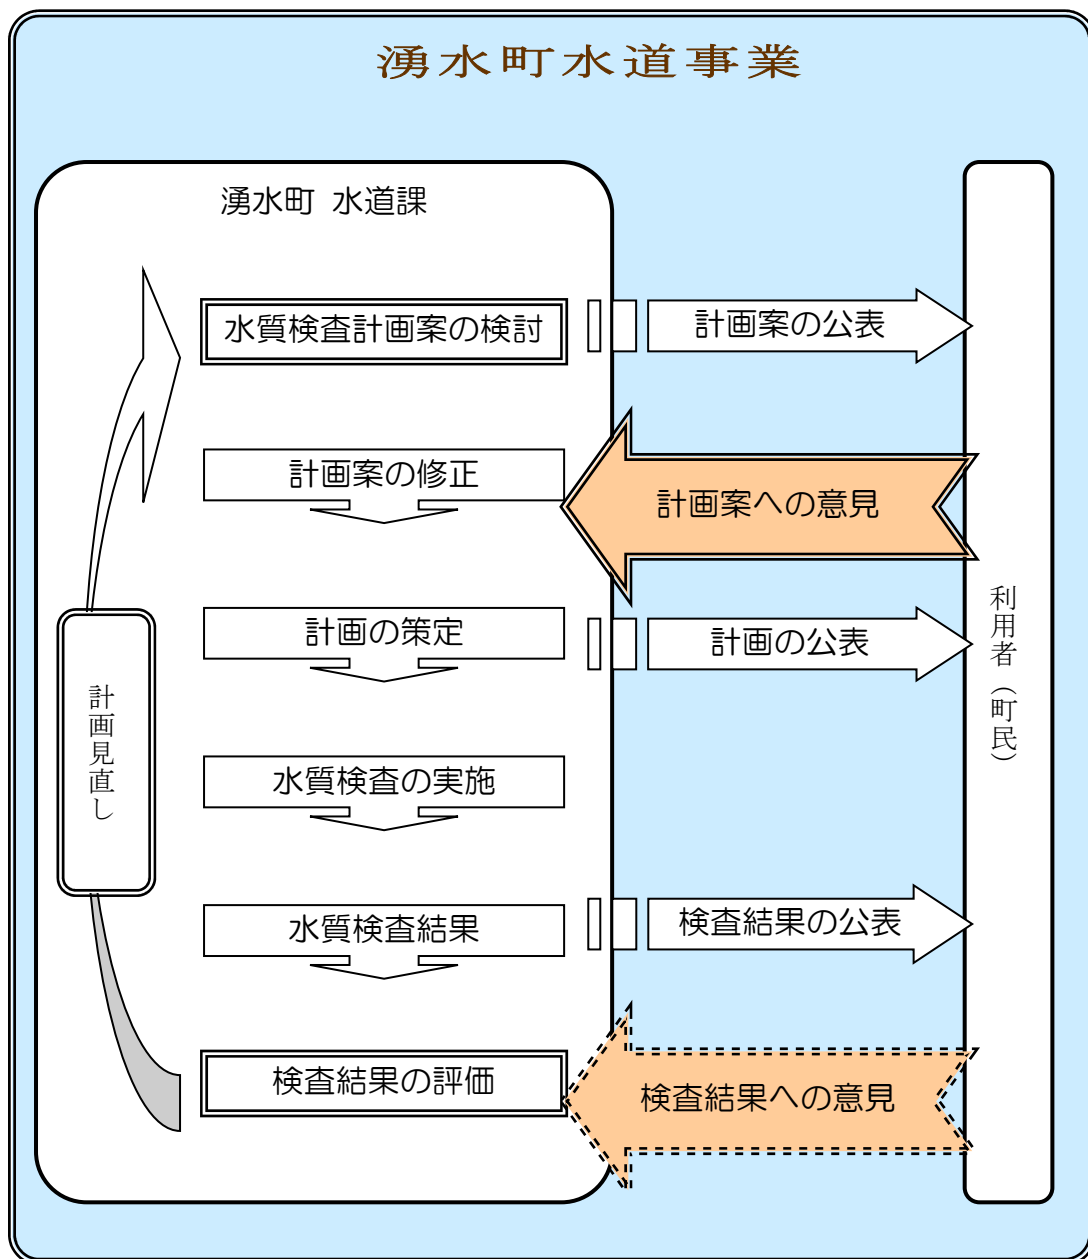 湧水町水道事業
湧水町 水道課
水質検査計画案の検討
計画案の公表
計画案の修正
計画案への意見
計画の策定
計画の公表
水質検査の実施
水質検査結果
検査結果の公表
検査結果の評価
検査結果への意見
計画見直し
利用者（町民）